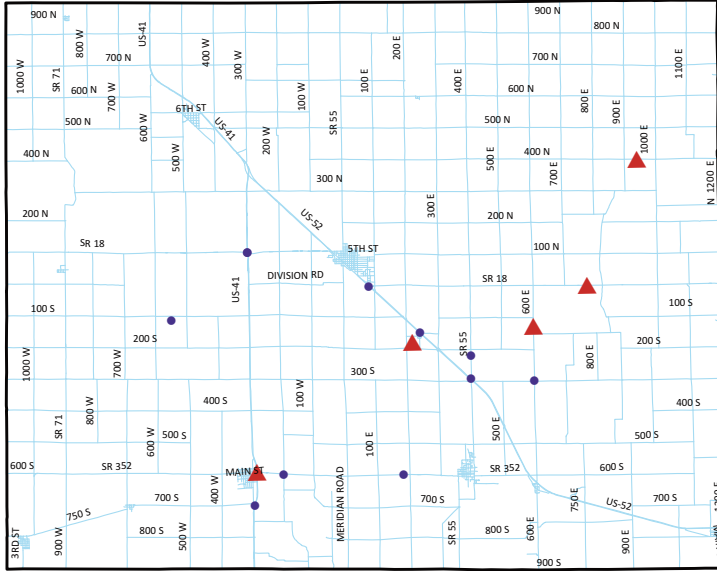 900 N
900 N
800 N
US-41
800 W
400 W
300 W
200 E
700 N
700 N
1000 W
SR 71
1100 E
100 E
400 E
600 N
600 N
700 W
100 W
800 E
900 E
6TH ST
500 N
600 W
US-41
SR 55
500 N
1000 E
200 W
400 N
500 W
500 E
400 N
700 E
300 N
N 1200 E
200 N
US-52
300 E
200 N
SR 18
5TH ST
100 N
DIVISION RD
SR 18
US-41
100 S
600 E
100 S
200 S
SR 55
200 S
1000 W
700 W
300 S
800 E
100 W
400 S
400 S
800 W
SR 71
600 W
500 S
100 E
500 E
500 S
600 S
SR 352
MAIN ST
SR 352
600 S
400 W
MERIDIAN ROAD
700 S
700 S
750 E
US-52
700 S
750 S
3RD ST
900 W
800 S
500 W
SR 55
800 S
600 E
900 E
900 S